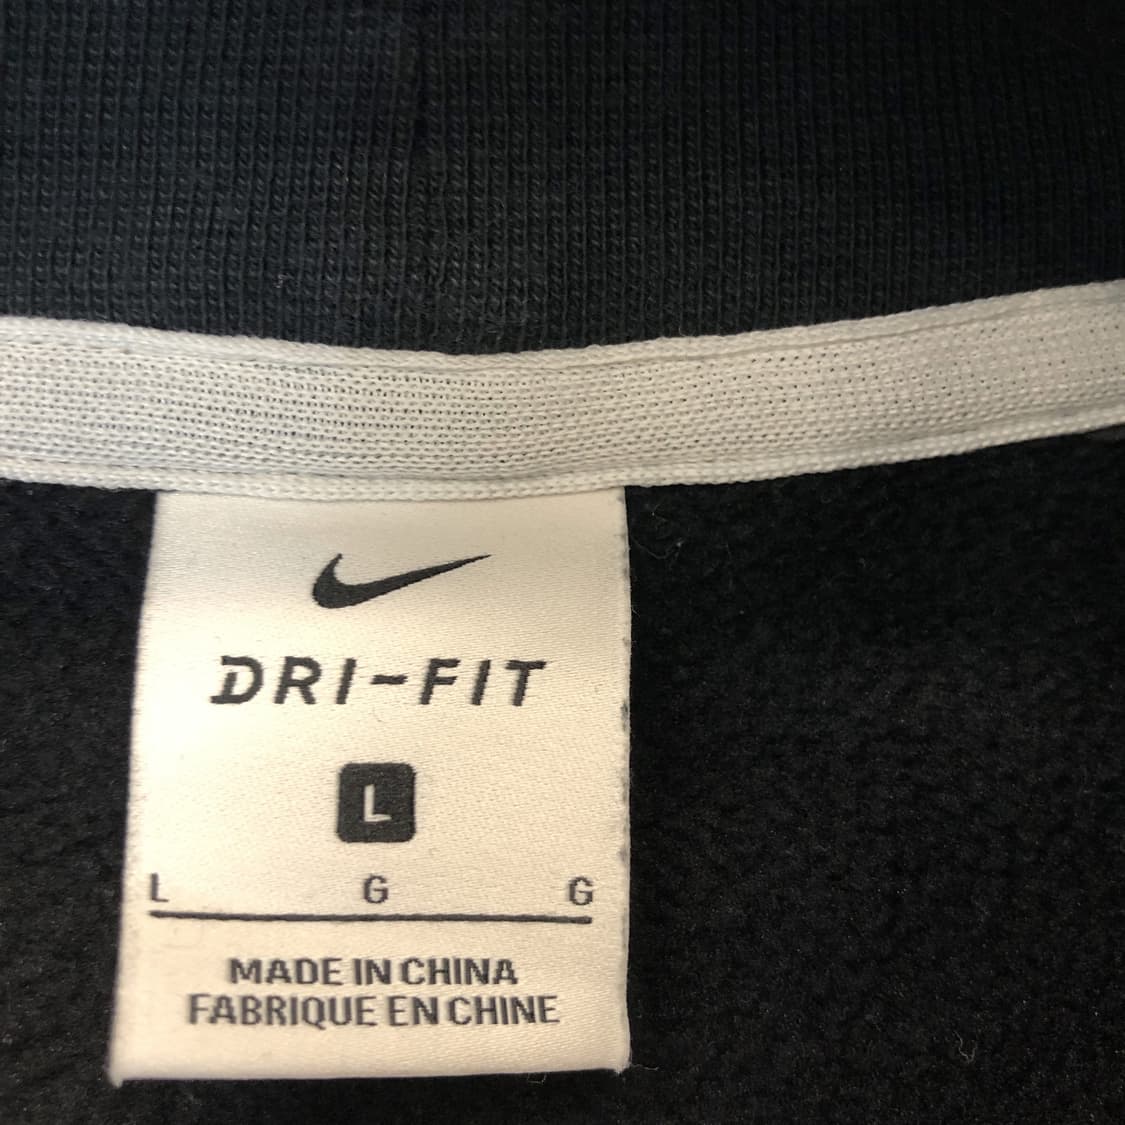 DRI-FIT
L
L G G
MADE IN CHINA
FABRIQUE EN CHINE